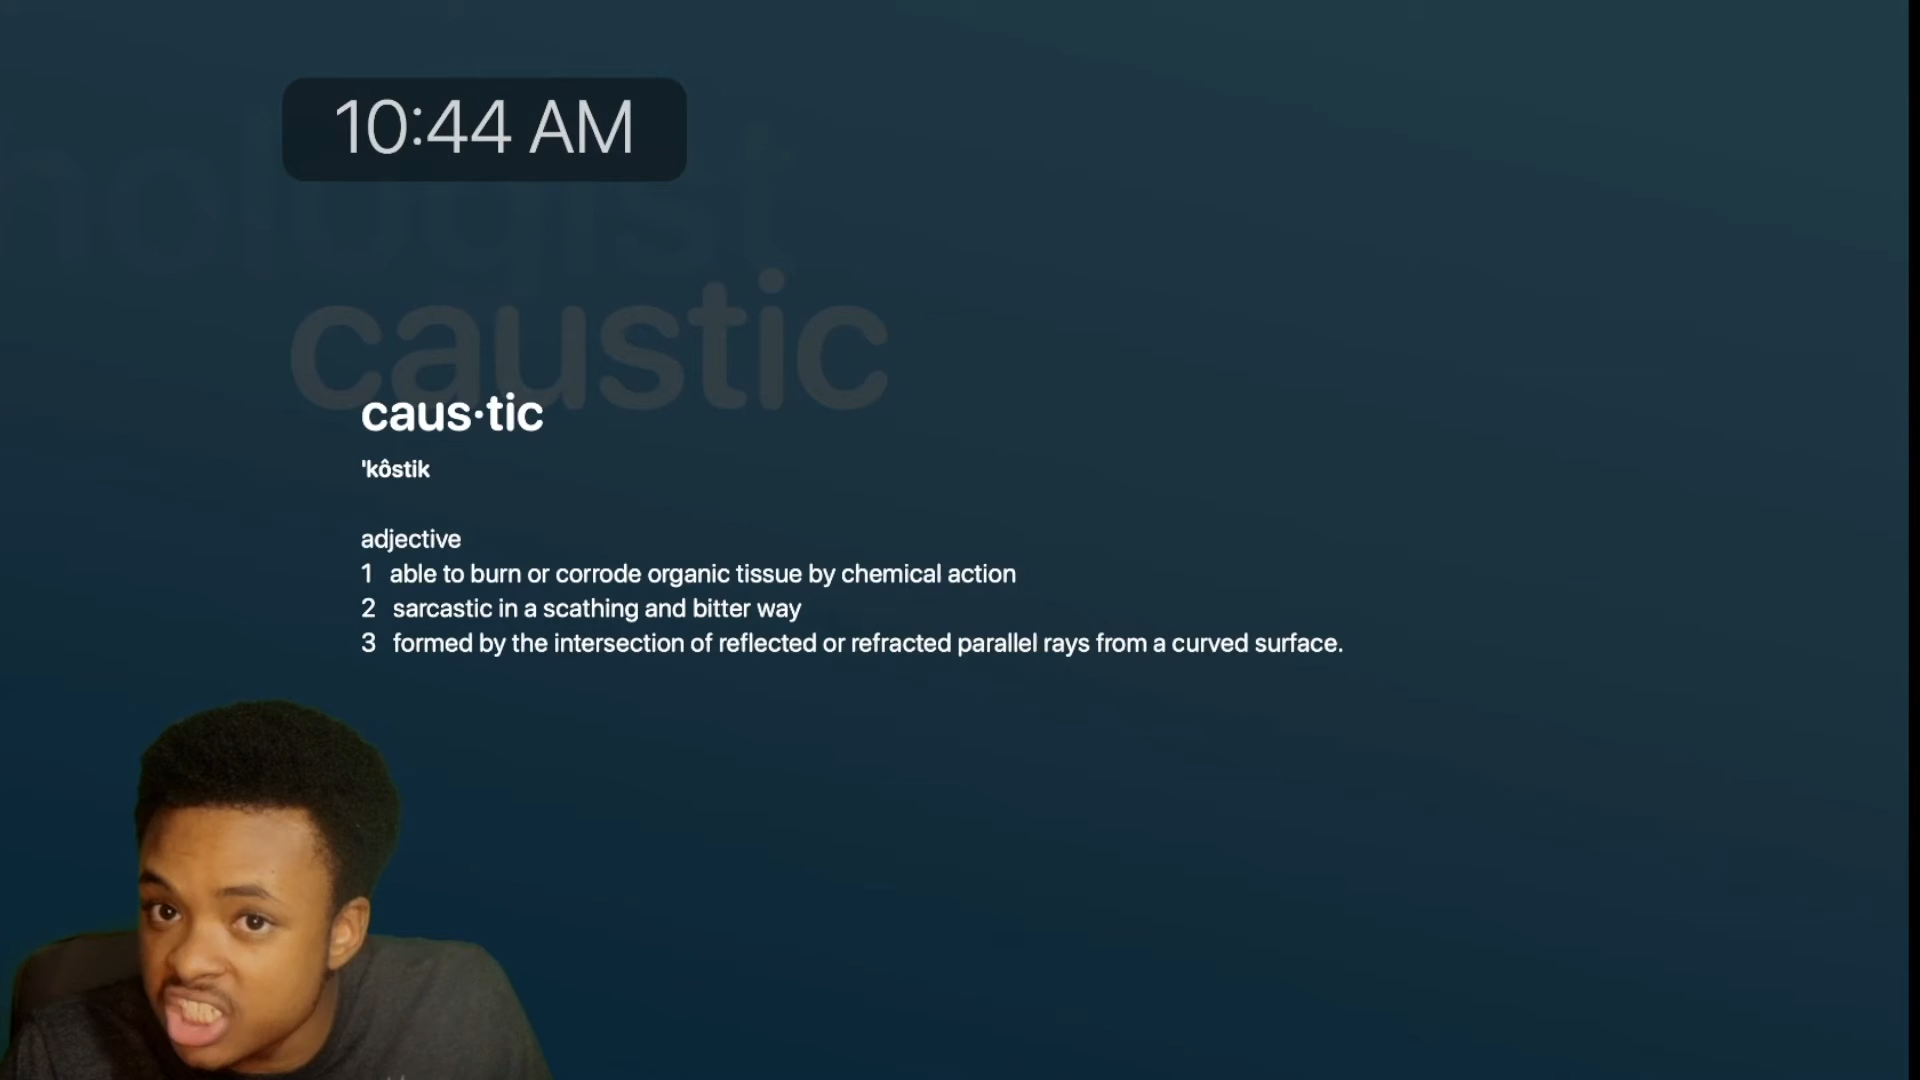 10:44 AM
nologist
caustic
caus·tic
'kôstik
adjective
1 able to burn or corrode organic tissue by chemical action
2 sarcastic in a scathing and bitter way
3 formed by the intersection of reflected or refracted parallel rays from a curved surface.